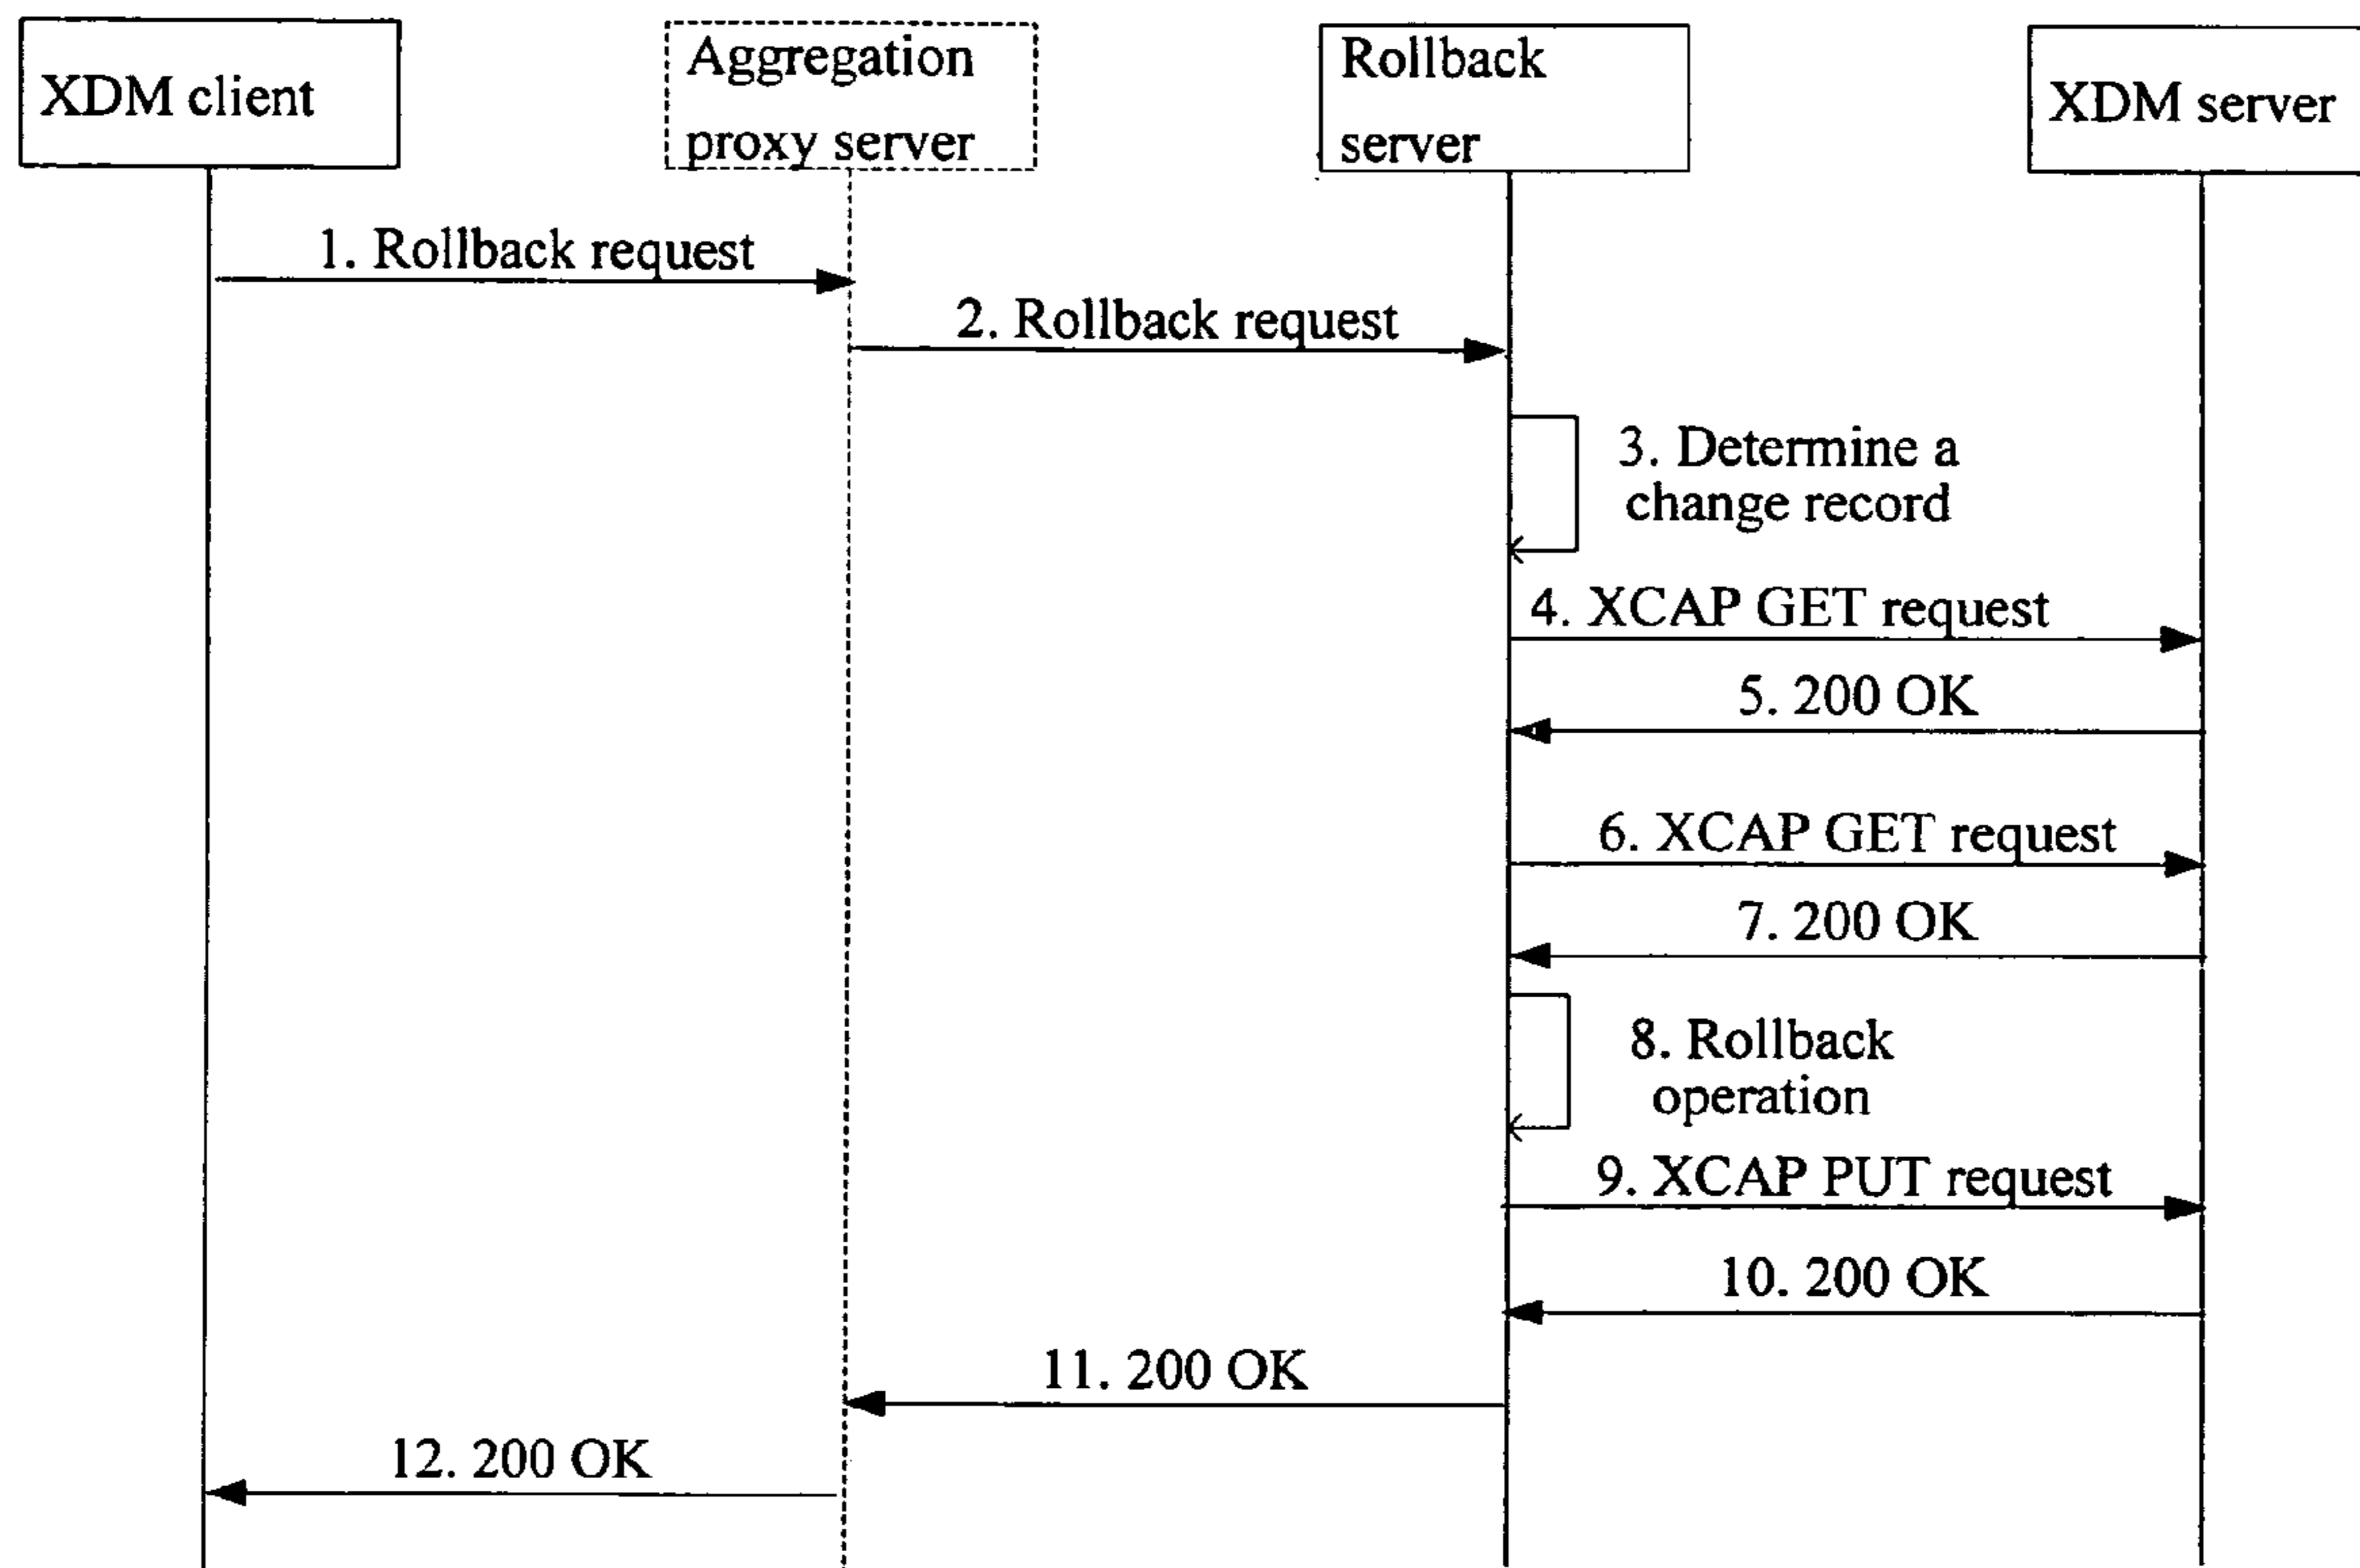 XDM client
Aggregation
proxy server
Rollback
server
XDM server
1. Rollback request
2. Rollback request
3. Determine a
change record
4. XCAP GET request
5. 200 OK
6. XCAP GET request
7. 200 OK
8. Rollback
operation
9. XCAP PUT request
10. 200 OK
11. 200 OK
12. 200 OK